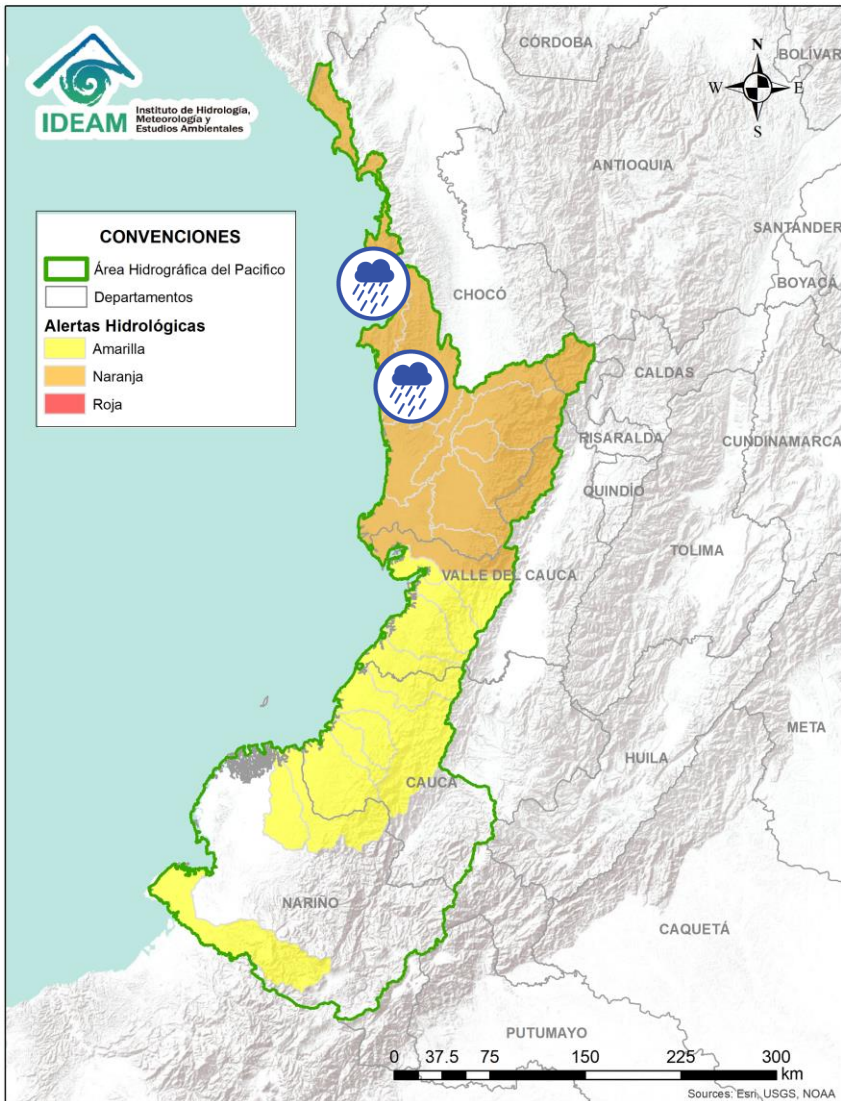 IDEAM
Instituto de Hidrología,
Meteorología y
Estudios Ambientales
CÓRDOBA
BOLÍVAR
N
W
E
S
ANTIOQUIA
SANTANDER
BOYACÁ
CONVENCIONES
Área Hidrográfica del Pacifico
Departamentos
Alertas Hidrológicas
Amarilla
Naranja
Roja
CHOCÓ
CALDAS
RISARALDA
CUNDINAMARCA
QUINDÍO
TOLIMA
VALLE DEL CAUCA
META
HUILA
CAUCA
NARIÑO
CAQUETÁ
PUTUMAYO
0 37.5 75 150 225 300
km
Sources: Esri, USGS, NOAA